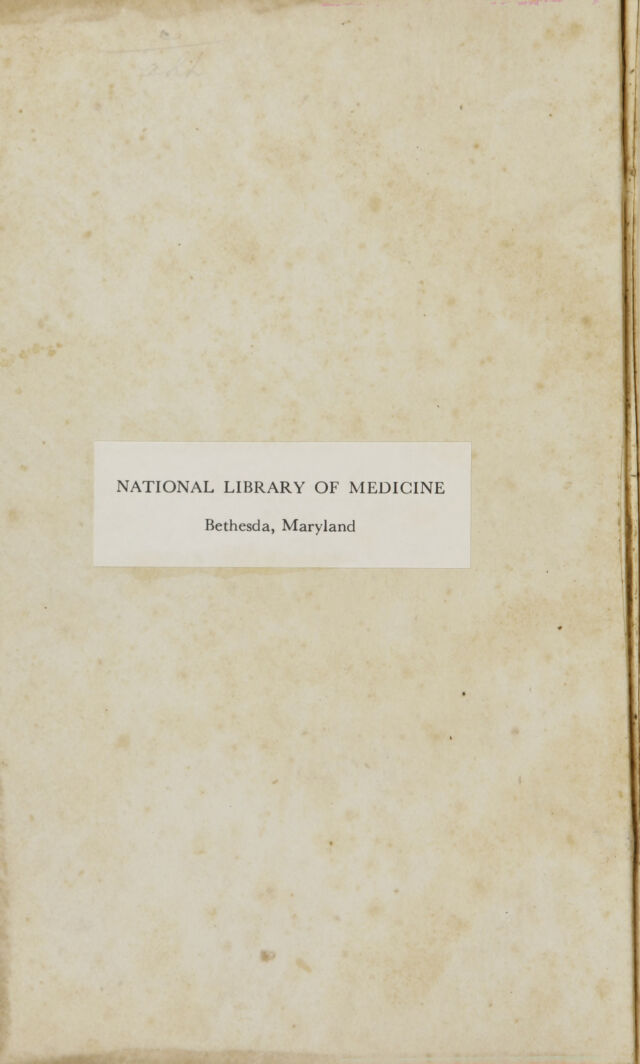 NATIONAL LIBRARY OF MEDICINE
Bethesda, Maryland